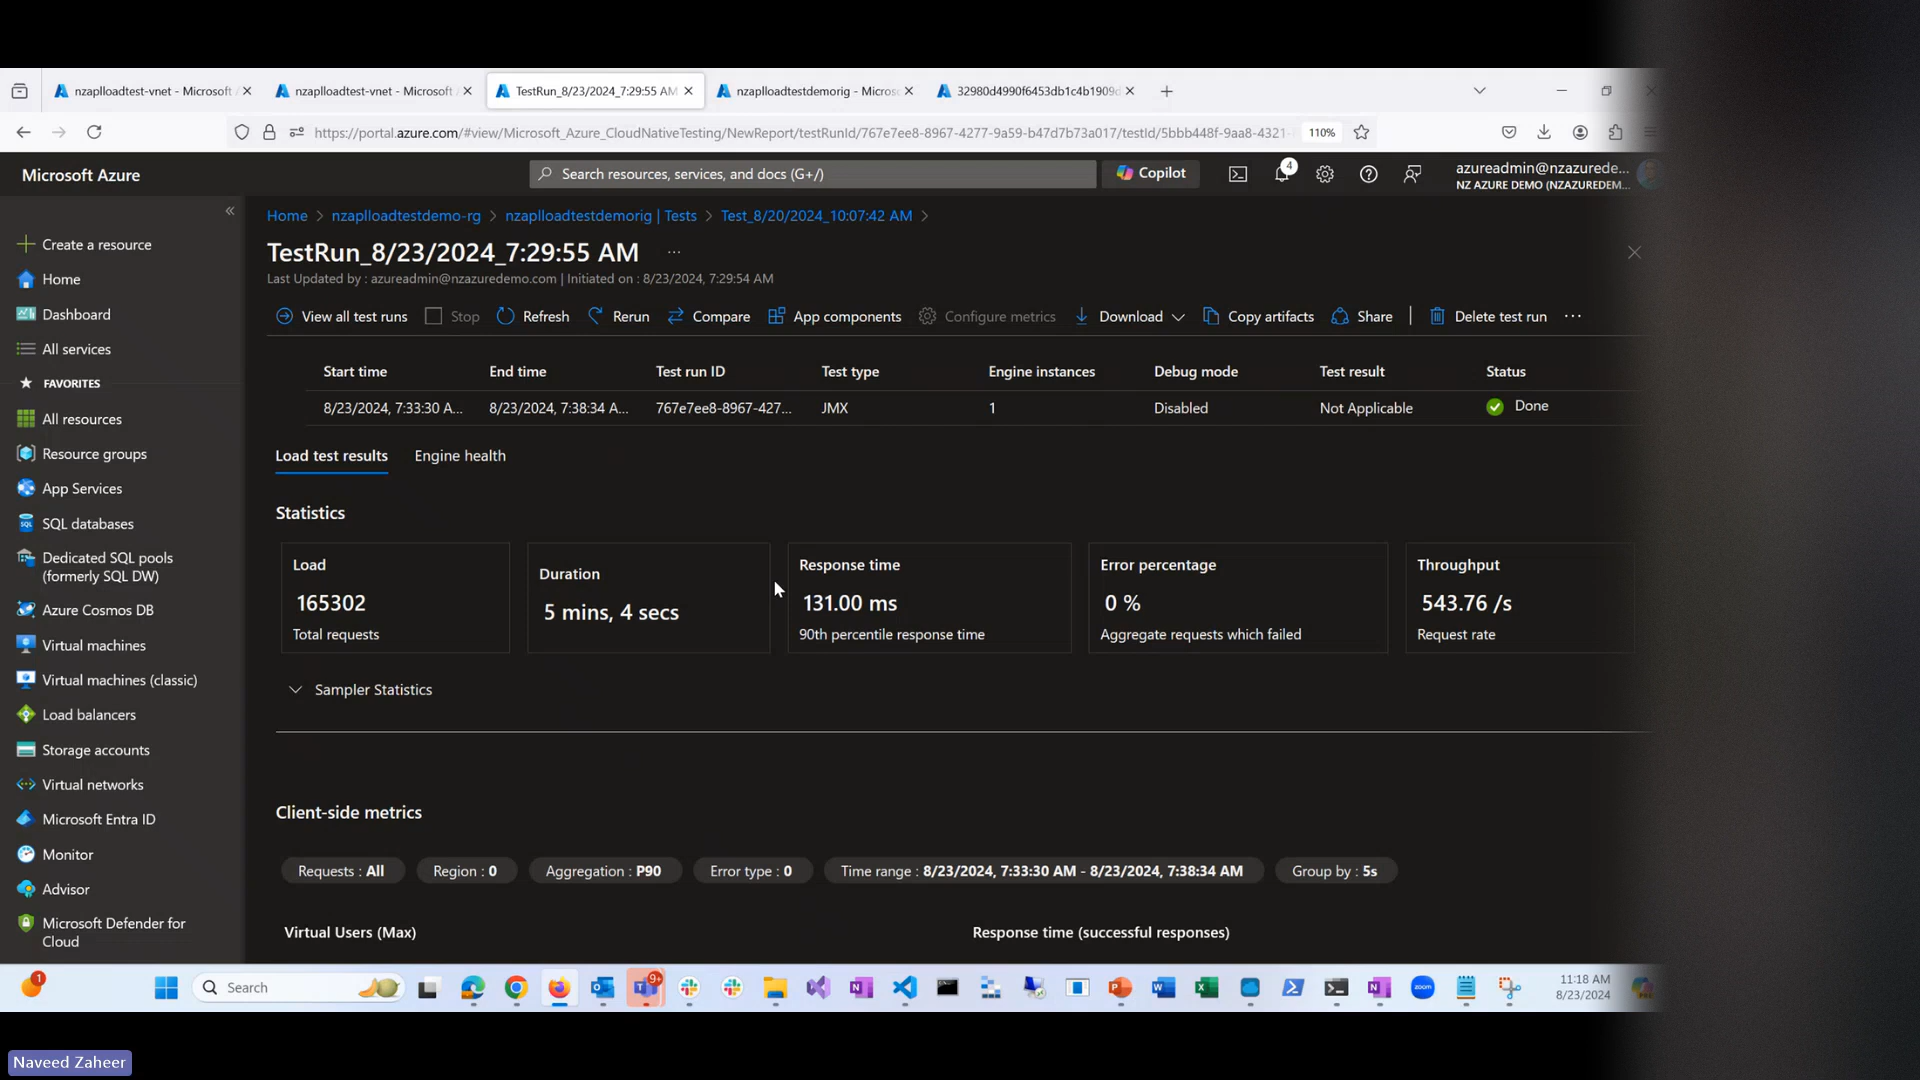 nzaplloadtest-vnet - Microsoft
nzaplloadtest-vnet - Microsoft
TestRun_8/23/2024_7:29:55 AM
nzaplloadtestdemorig - Micros
32980d4990f6453db1c4b1909d
https://portal.azure.com/#view/Microsoft_Azure_CloudNativeTesting/NewReport/testRunId/767e7ee8-8967-4277-9a59-b47d7b73a017/testId/5bbb448f-9aa8-4321-
110%
Microsoft Azure
Search resources, services, and docs (G+/)
Copilot
4
azureadmin@nzazurede...
NZ AZURE DEMO (NZAZUREDEM...
Home > nzaplloadtestdemo-rg > nzaplloadtestdemorig | Tests > Test_8/20/2024_10:07:42 AM >
TestRun_8/23/2024_7:29:55 AM ...
Last Updated by : azureadmin@nzazuredemo.com | Initiated on : 8/23/2024, 7:29:54 AM
View all test runs Stop Refresh Rerun Compare App components Configure metrics Download Copy artifacts Share | Delete test run ...
Create a resource
Home
Dashboard
All services
FAVORITES
All resources
Resource groups
App Services
SQL databases
Dedicated SQL pools
(formerly SQL DW)
Azure Cosmos DB
Virtual machines
Virtual machines (classic)
Load balancers
Storage accounts
Virtual networks
Microsoft Entra ID
Monitor
Advisor
Microsoft Defender for
Cloud
Start time End time Test run ID Test type Engine instances Debug mode Test result Status
8/23/2024, 7:33:30 A... 8/23/2024, 7:38:34 A... 767e7ee8-8967-427... JMX 1 Disabled Not Applicable Done
Load test results Engine health
Statistics
Load
165302
Total requests
Duration
5 mins, 4 secs
Response time
131.00 ms
90th percentile response time
Error percentage
0 %
Aggregate requests which failed
Throughput
543.76 /s
Request rate
Sampler Statistics
Client-side metrics
Requests : All Region : 0 Aggregation : P90 Error type : 0 Time range : 8/23/2024, 7:33:30 AM - 8/23/2024, 7:38:34 AM Group by : 5s
Virtual Users (Max) Response time (successful responses)
1
Search
9+
zoom
11:18 AM
8/23/2024
Naveed Zaheer